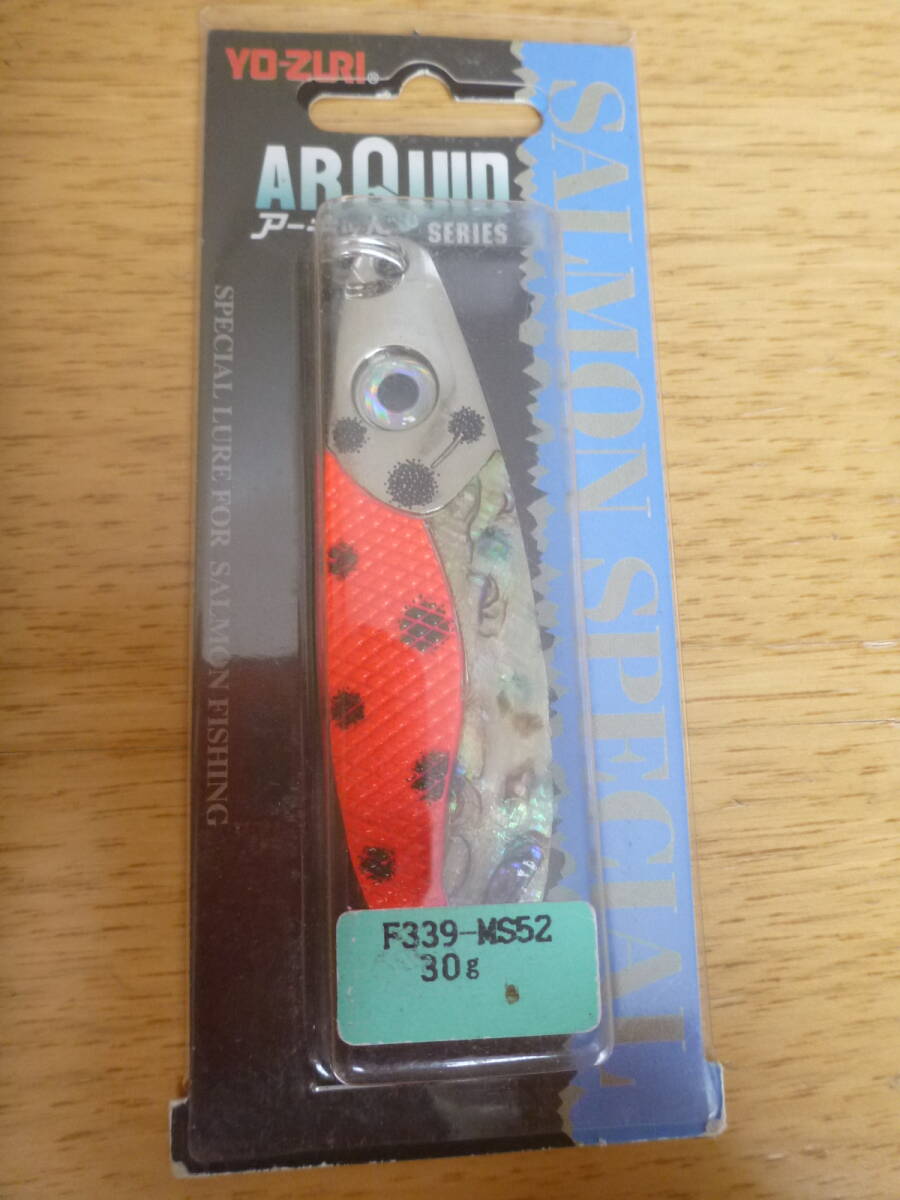 YO-ZURI®
ARQUID
SERIES
SALMON SPECIAL
SPECIAL LURE FOR SALMON FISHING
F339-MS52
30g